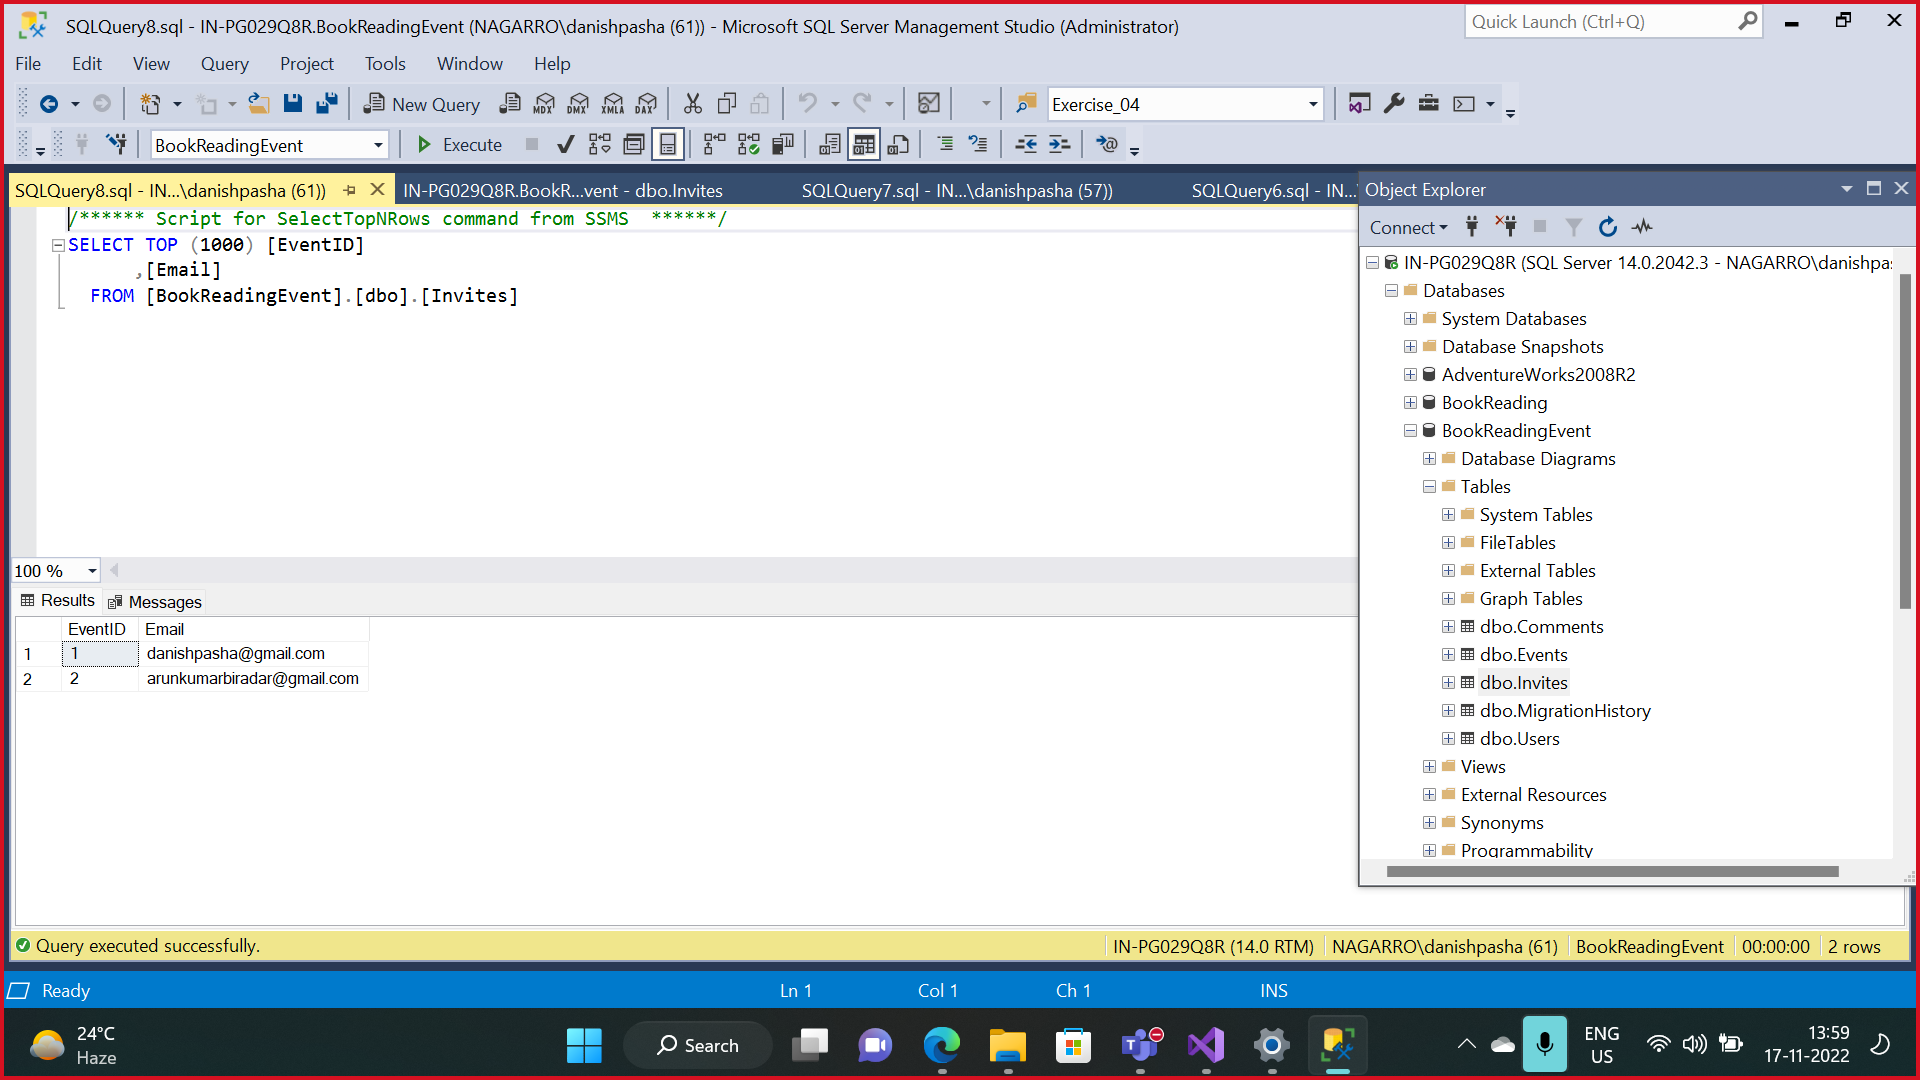 SQLQuery8.sql - IN-PG029Q8R.BookReadingEvent (NAGARRO\danishpasha (61)) - Microsoft SQL Server Management Studio (Administrator)
Quick Launch (Ctrl+Q)
File Edit View Query Project Tools Window Help
New Query MDX DMX XMLA DAX Exercise_04
BookReadingEvent Execute
SQLQuery8.sql - IN...\danishpasha (61)) IN-PG029Q8R.BookR...vent - dbo.Invites SQLQuery7.sql - IN...\danishpasha (57)) SQLQuery6.sql - IN...
/****** Script for SelectTopNRows command from SSMS ******/
SELECT TOP (1000) [EventID]
,[Email]
FROM [BookReadingEvent].[dbo].[Invites]
100 %
Results Messages
EventID Email
1 1 danishpasha@gmail.com
2 2 arunkumarbiradar@gmail.com
Object Explorer
Connect
IN-PG029Q8R (SQL Server 14.0.2042.3 - NAGARRO\danishpa
Databases
System Databases
Database Snapshots
AdventureWorks2008R2
BookReading
BookReadingEvent
Database Diagrams
Tables
System Tables
FileTables
External Tables
Graph Tables
dbo.Comments
dbo.Events
dbo.Invites
dbo.MigrationHistory
dbo.Users
Views
External Resources
Synonyms
Programmability
Query executed successfully. IN-PG029Q8R (14.0 RTM) NAGARRO\danishpasha (61) BookReadingEvent 00:00:00 2 rows
Ready Ln 1 Col 1 Ch 1 INS
24°C
Haze
Search
ENG
US
13:59
17-11-2022